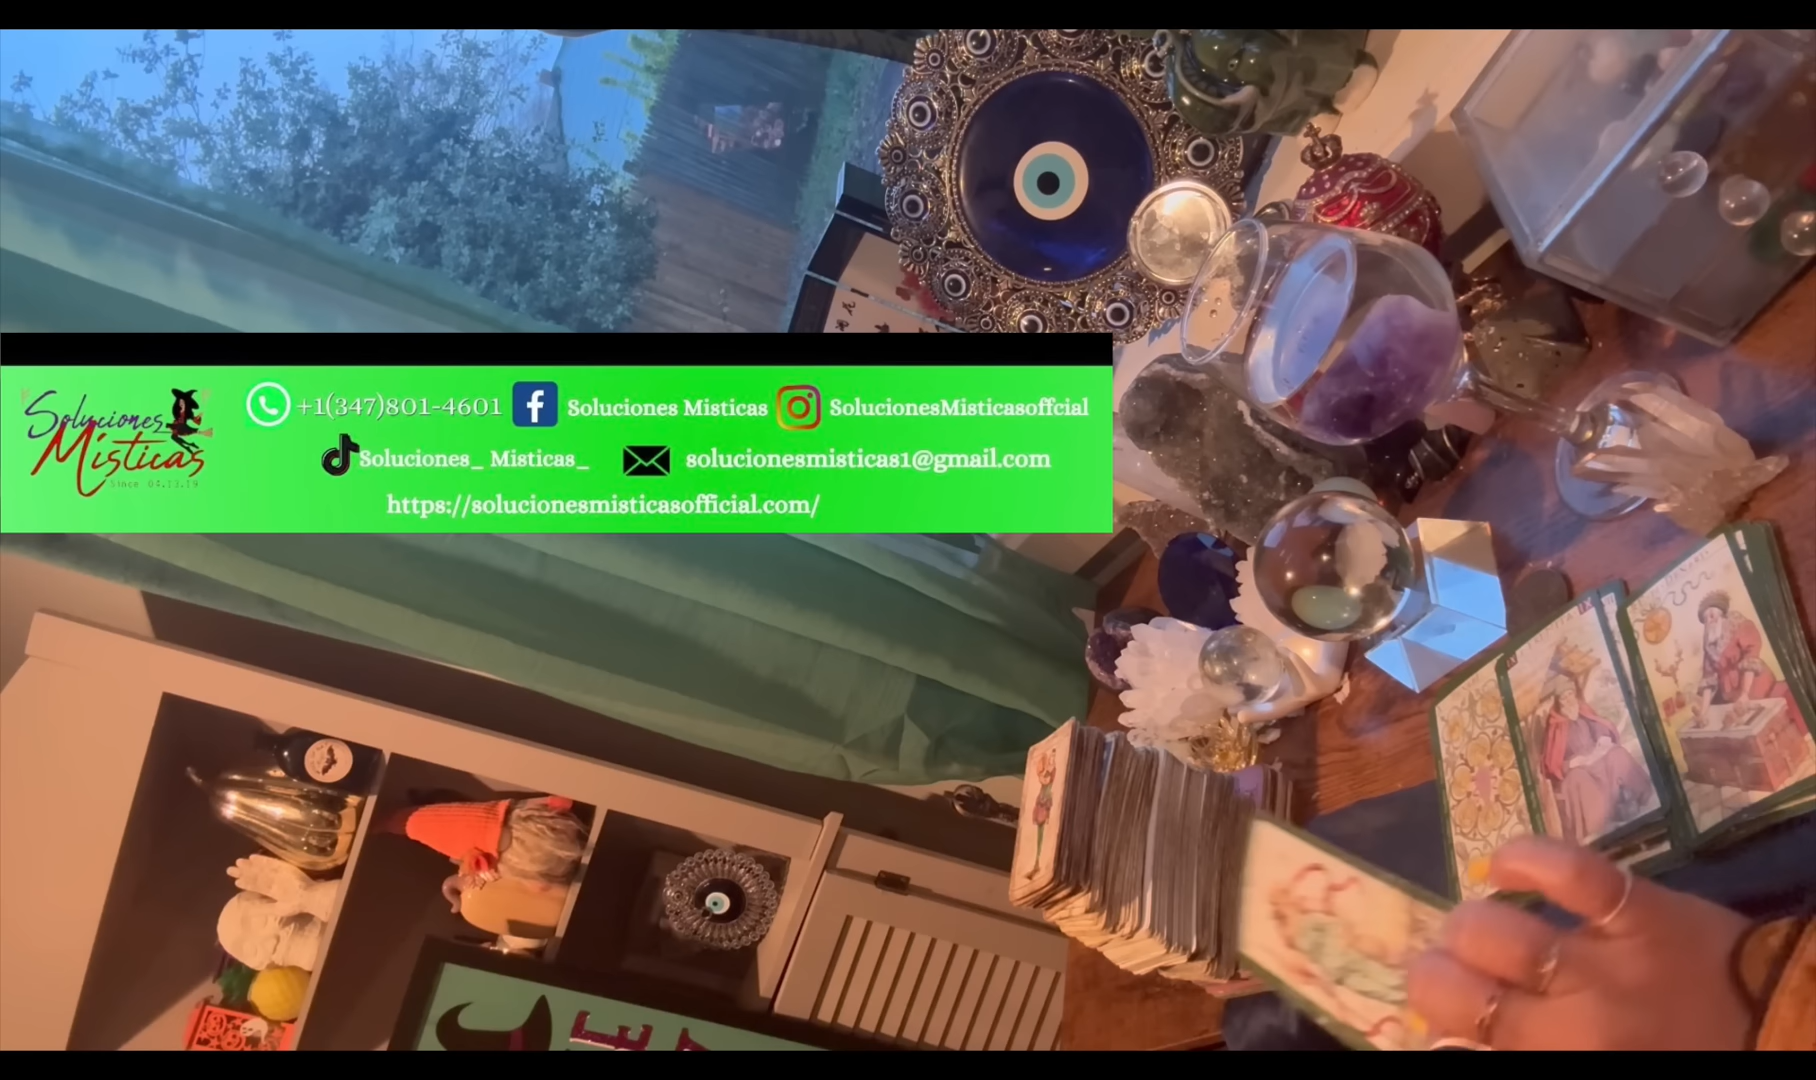 Soluciones
Místicas
Since 04.13.19
+1(347)801-4601
Soluciones Misticas
SolucionesMisticasoffcial
Soluciones_ Misticas_
solucionesmisticas1@gmail.com
https://solucionesmisticasofficial.com/